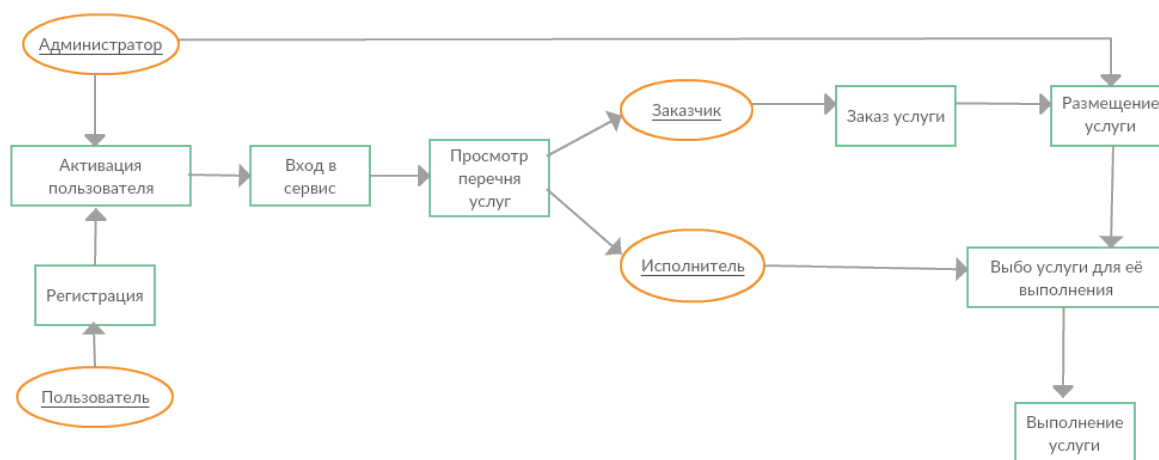 Администратор
Заказчик
Заказ услуги
Размещение
услуги
Активация
пользователя
Вход в
сервис
Просмотр
перечня
услуг
Исполнитель
Выбо услуги для её
выполнения
Регистрация
Пользователь
Выполнение
услуги